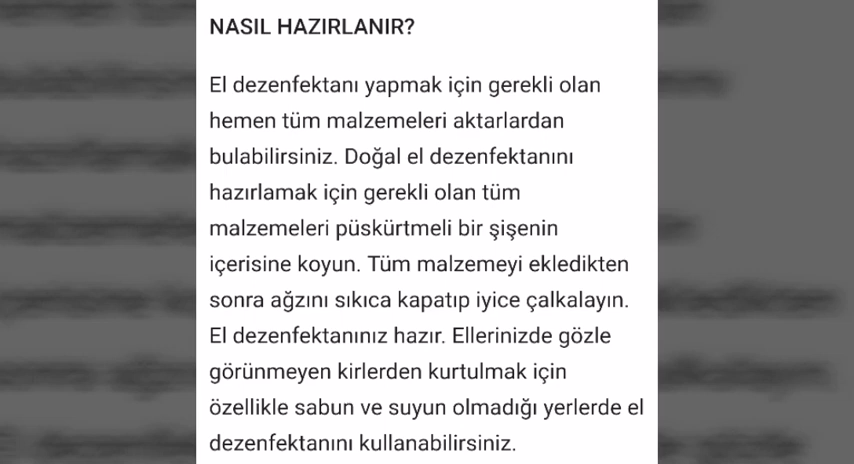 NASIL HAZIRLANIR?
El dezenfektanı yapmak için gerekli olan
hemen tüm malzemeleri aktarlardan
bulabilirsiniz. Doğal el dezenfektanını
hazırlamak için gerekli olan tüm
malzemeleri püskürtmeli bir şişenin
içerisine koyun. Tüm malzemeyi ekledikten
sonra ağzını sıkıca kapatıp iyice çalkalayın.
El dezenfektanınız hazır. Ellerinizde gözle
görünmeyen kirlerden kurtulmak için
özellikle sabun ve suyun olmadığı yerlerde el
dezenfektanını kullanabilirsiniz.